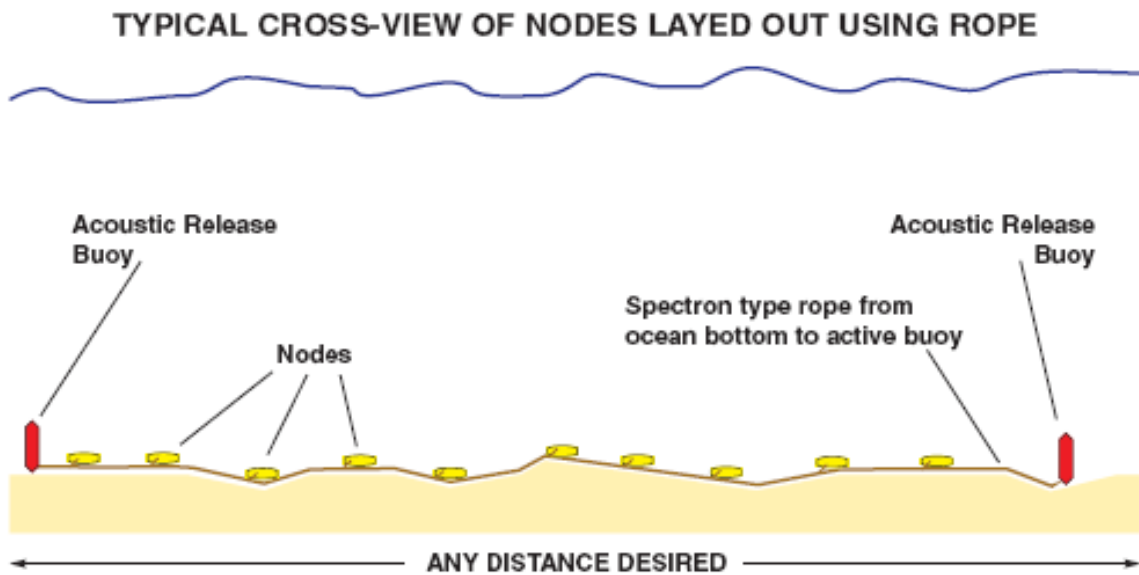 TYPICAL CROSS-VIEW OF NODES LAYED OUT USING ROPE
Acoustic Release
Buoy
Acoustic Release
Buoy
Spectron type rope from
ocean bottom to active buoy
Nodes
ANY DISTANCE DESIRED